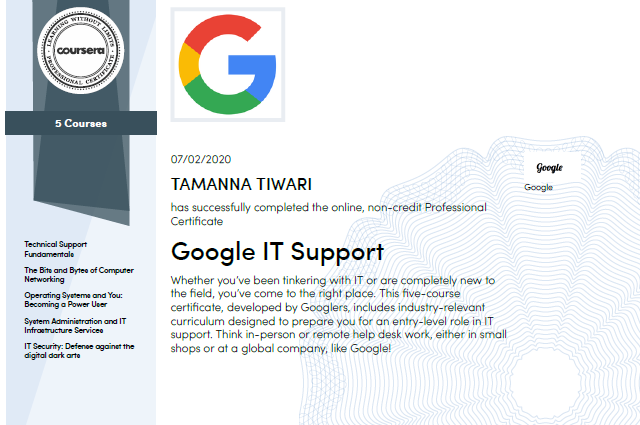 LEARNING WITHOUT LIMITS
coursera
PROFESSIONAL CERTIFICATE
5 Courses
Technical Support
Fundamentals
The Bits and Bytes of Computer
Networking
Operating Systems and You:
Becoming a Power User
System Administration and IT
Infrastructure Services
IT Security: Defense against the
digital dark arts
G
07/02/2020
TAMANNA TIWARI
has successfully completed the online, non-credit Professional
Certificate
Google IT Support
Whether you've been tinkering with IT or are completely new to
the field, you've come to the right place. This five-course
certificate, developed by Googlers, includes industry-relevant
curriculum designed to prepare you for an entry-level role in IT
support. Think in-person or remote help desk work, either in small
shops or at a global company, like Google!
Google
Google